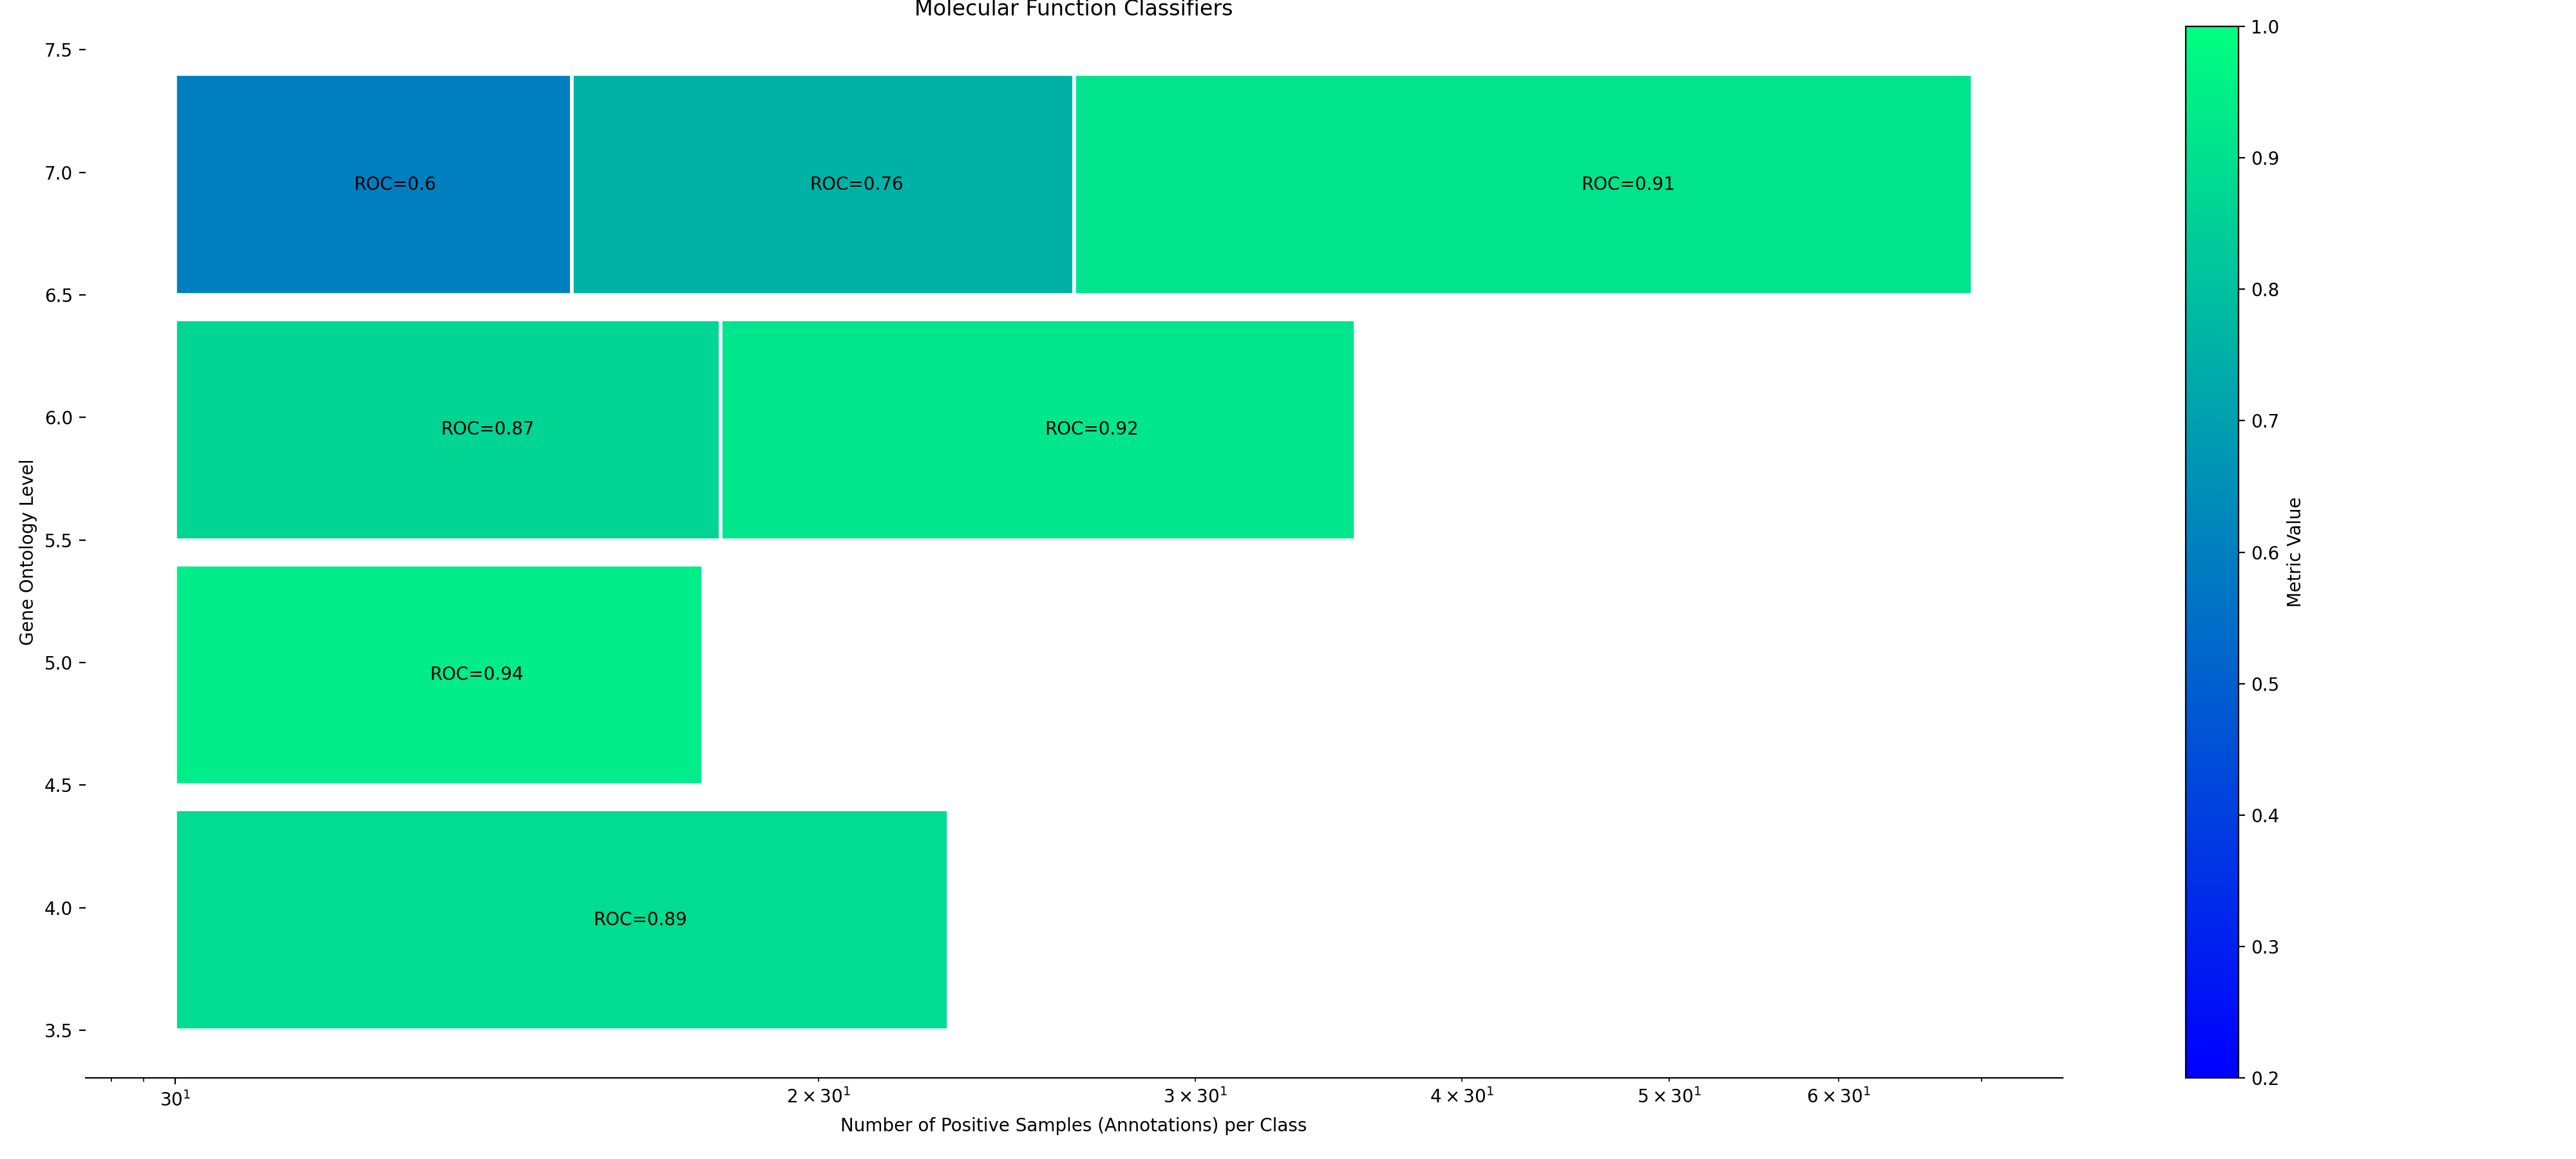 Molecular Function Classifiers
7.5
7.0
6.5
6.0
5.5
5.0
4.5
4.0
3.5
Gene Ontology Level
ROC=0.6
ROC=0.76
ROC=0.91
ROC=0.87
ROC=0.92
ROC=0.94
ROC=0.89
30¹
2 × 30¹
3 × 30¹
4 × 30¹
5 × 30¹
6 × 30¹
Number of Positive Samples (Annotations) per Class
1.0
0.9
0.8
0.7
0.6
0.5
0.4
0.3
0.2
Metric Value